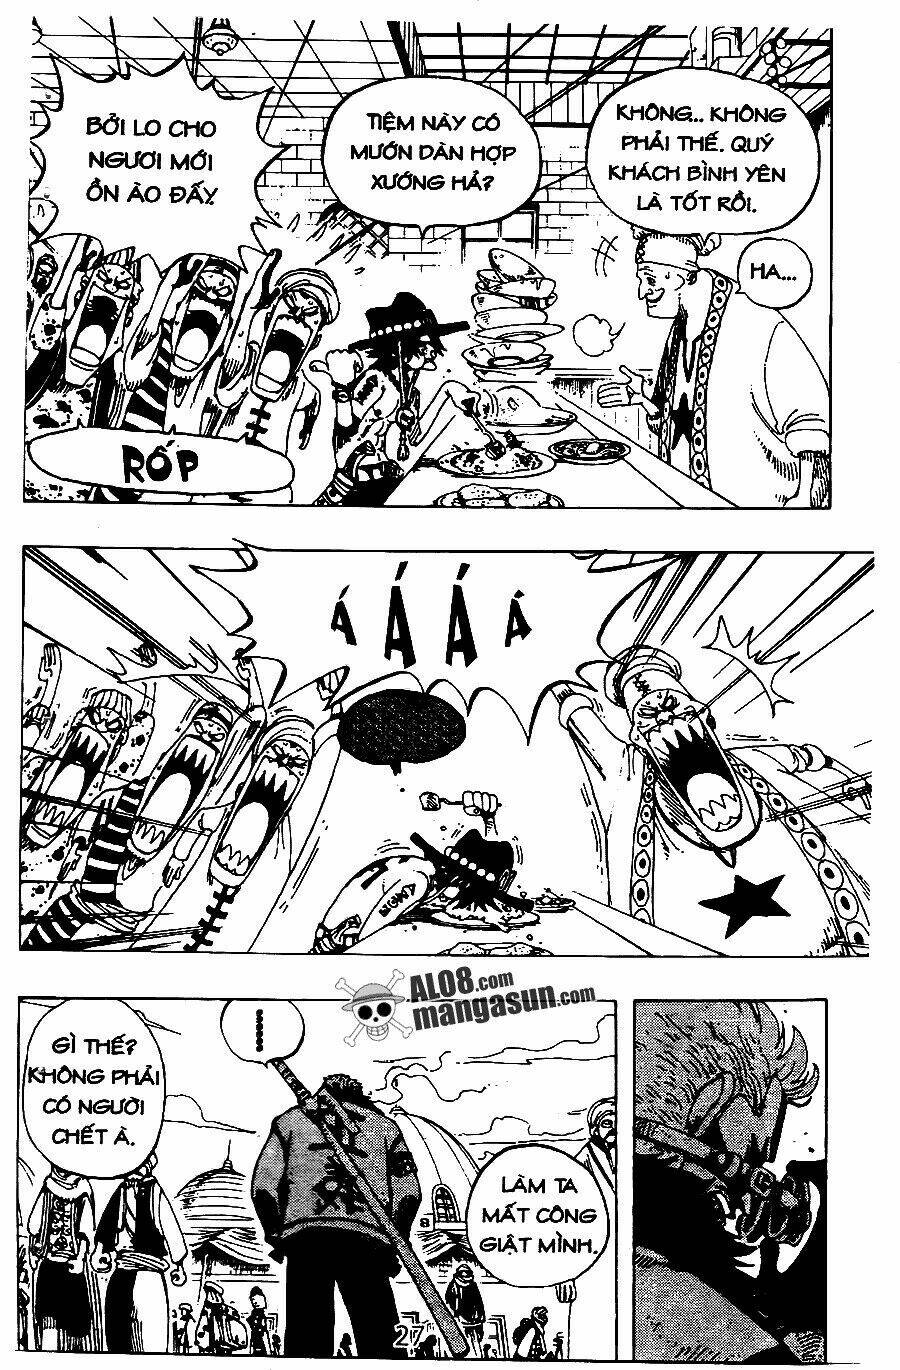 BỞI LO CHO
NGƯƠI MỚI
ỒN ÀO ĐẤY.
TIỆM NÀY CÓ
MƯỚN DÀN HỢP
XƯỚNG HẢ?
KHÔNG... KHÔNG
PHẢI THẾ. QUÝ
KHÁCH BÌNH YÊN
LÀ TỐT RỒI.
HA...
RỐP
Á Á Á Á
AL08.com
mangasun.com
GÌ THẾ?
KHÔNG PHẢI
CÓ NGƯỜI
CHẾT À.
......
LÀM TA
MẤT CÔNG
GIẬT MÌNH.
27